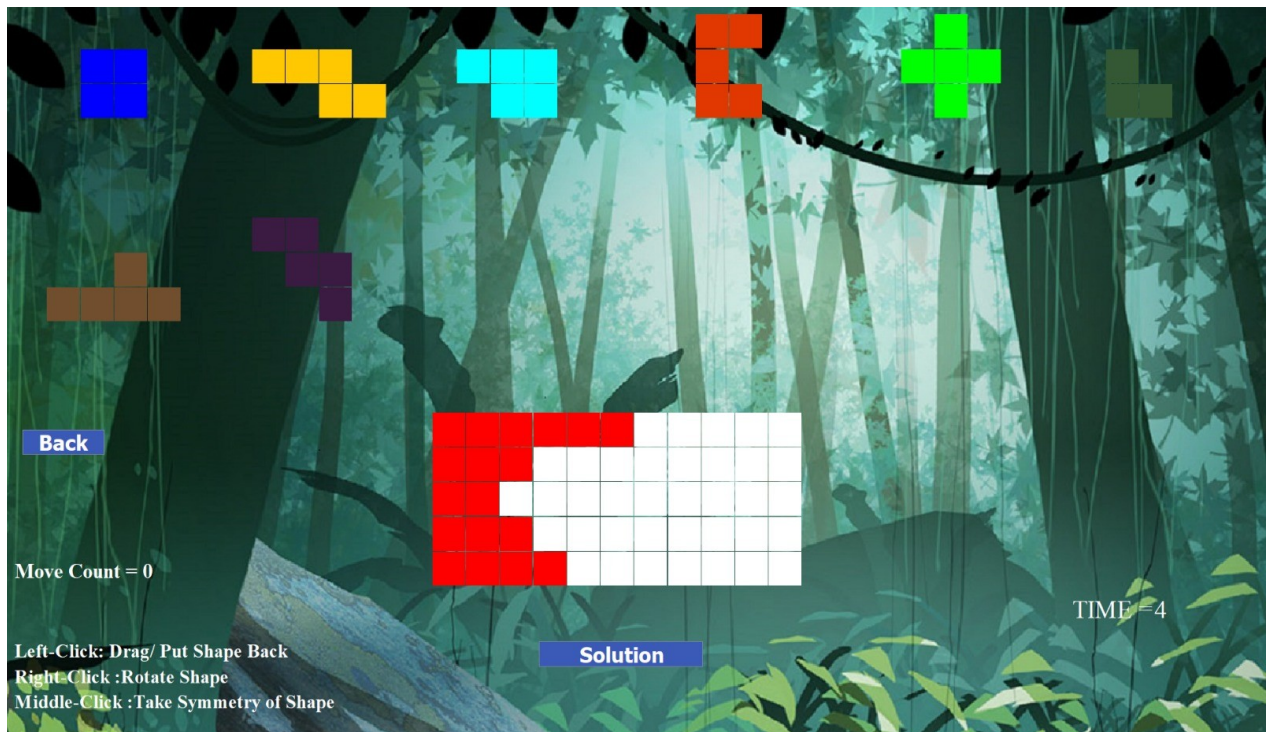 Back
Move Count = 0
TIME =4
Left-Click: Drag/ Put Shape Back
Solution
Right-Click :Rotate Shape
Middle-Click :Take Symmetry of Shape